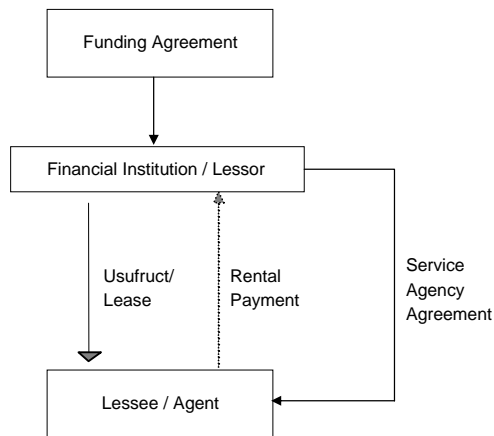 Funding Agreement
Financial Institution / Lessor
Usufruct/
Lease
Rental
Payment
Service
Agency
Agreement
Lessee / Agent